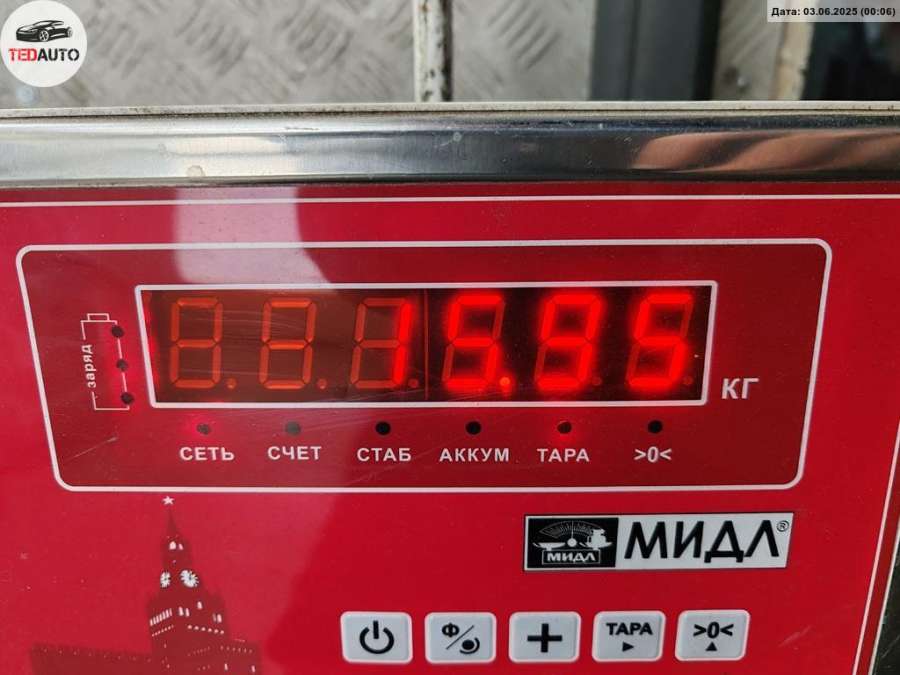 TEDAUTO
Дата: 03.06.2025 (00:06)
заряд
15.95
КГ
СЕТЬ СЧЕТ СТАБ АККУМ ТАРА >0<
МИДЛ МИДЛ®
Ф ТАРА >0<